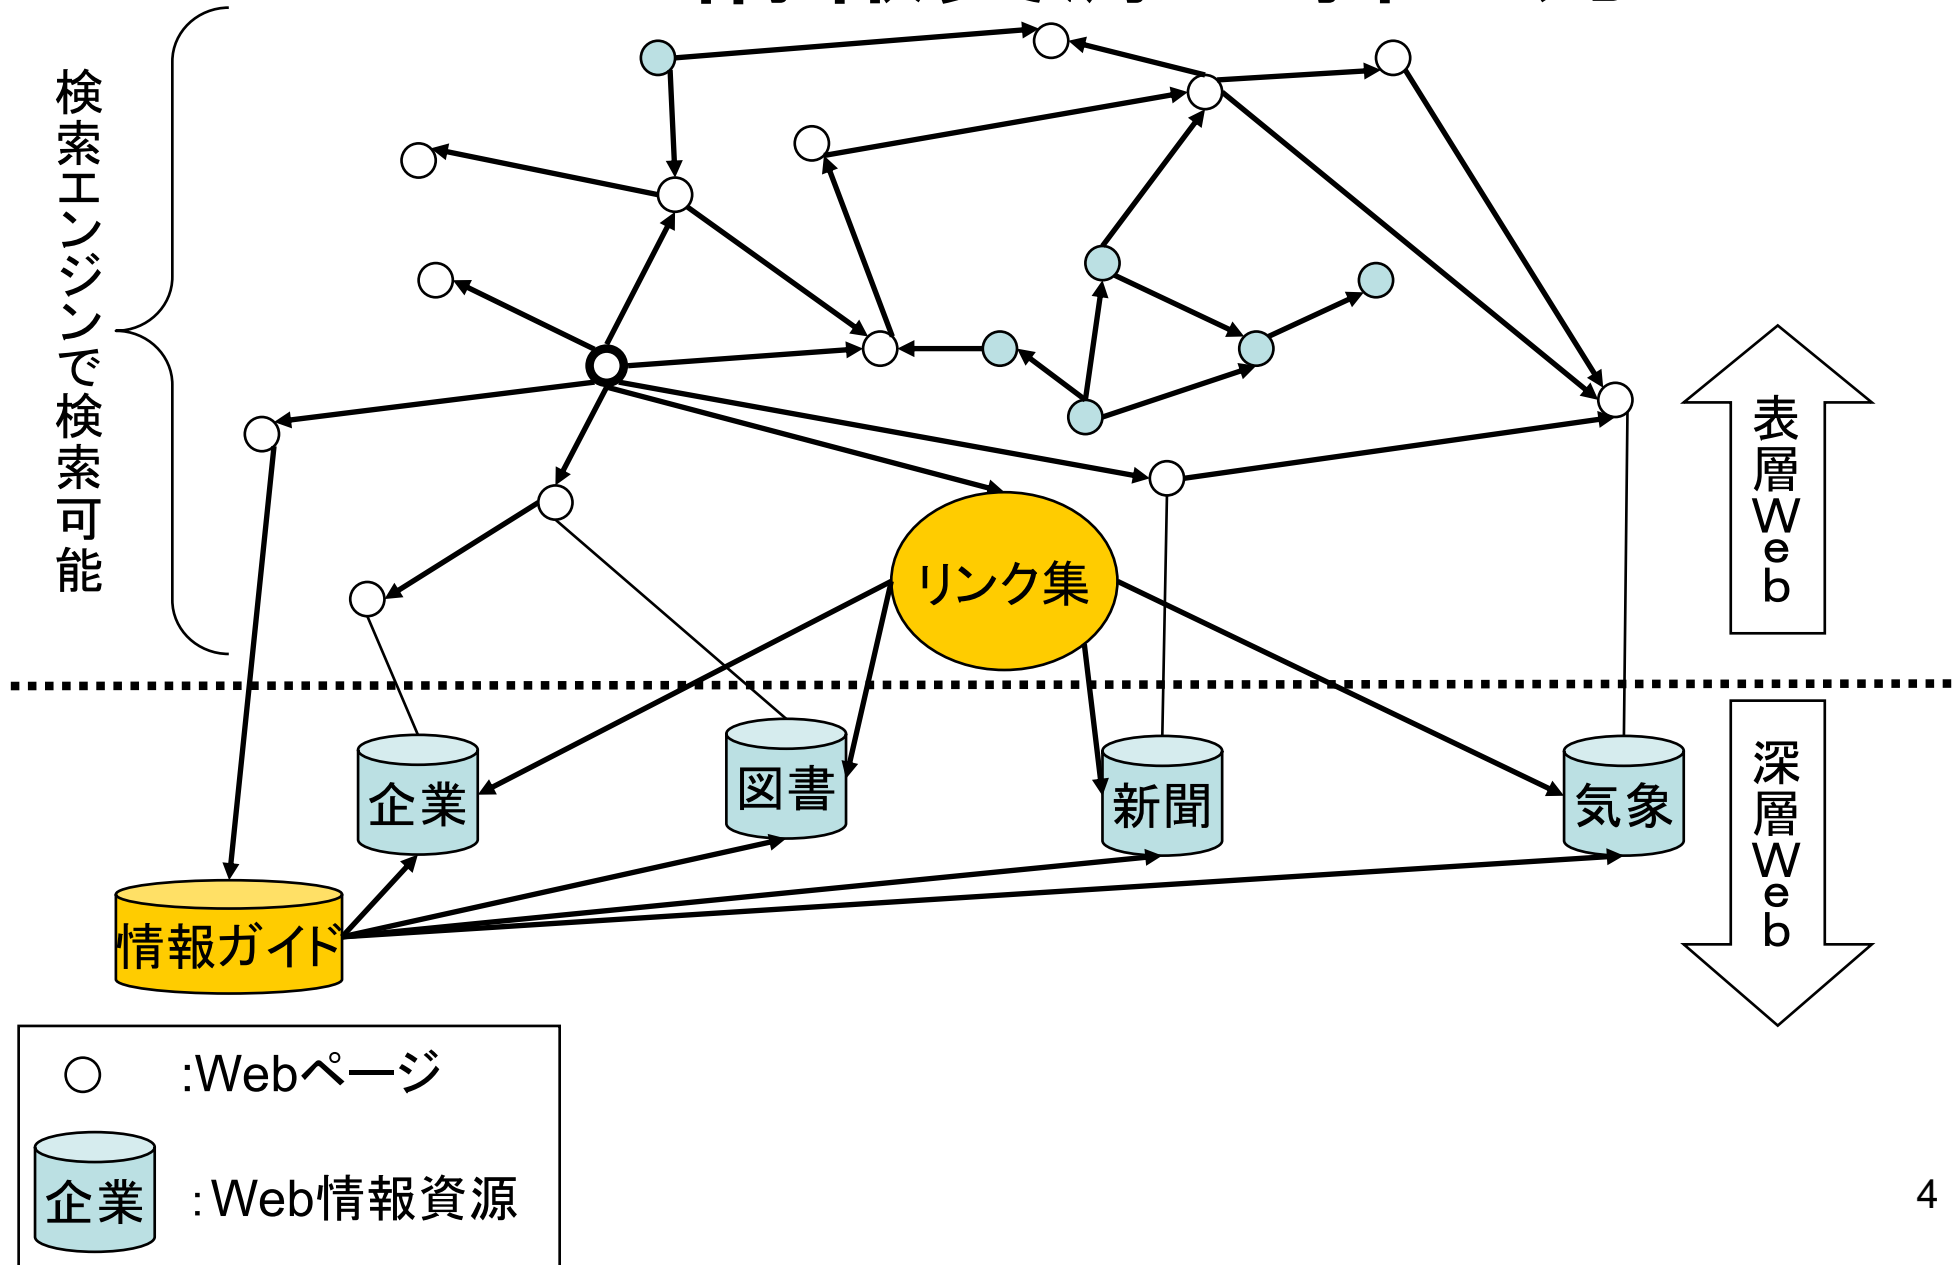 検索エンジンで検索可能
表層Web
リンク集
深層Web
企業
図書
新聞
気象
情報ガイド
:Webページ
企業
:Web情報資源
4